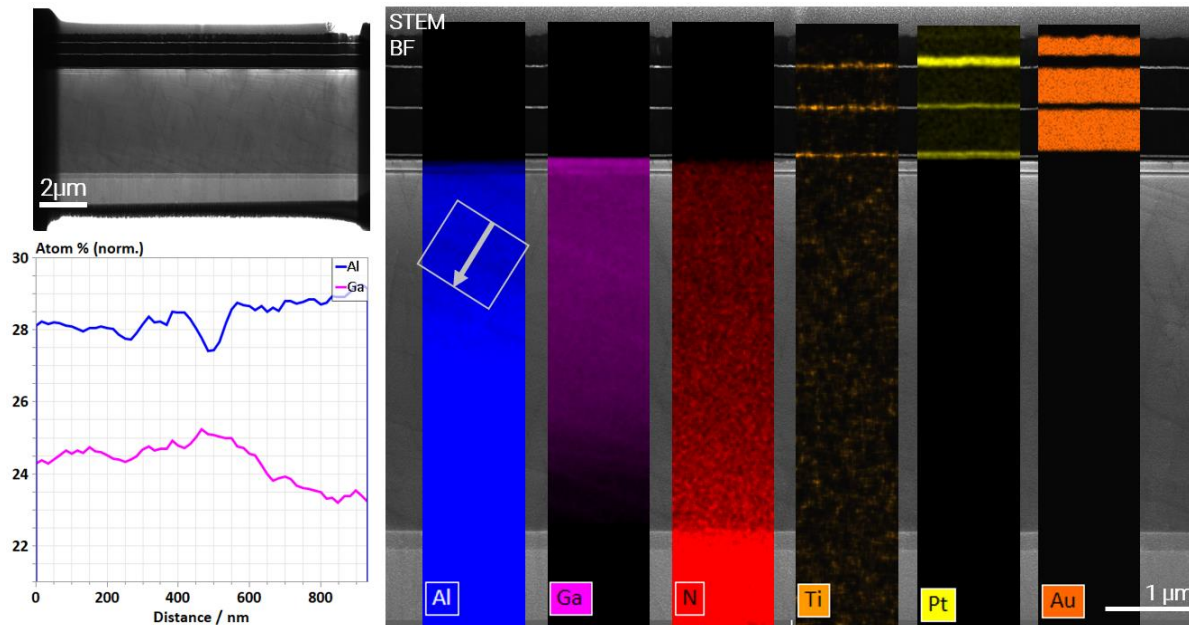 2µm
STEM
BF
Al
Ga
N
Ti
Pt
Au
1 µm
Atom % (norm.)
Al
Ga
30
28
26
24
22
0
200
400
600
800
Distance / nm